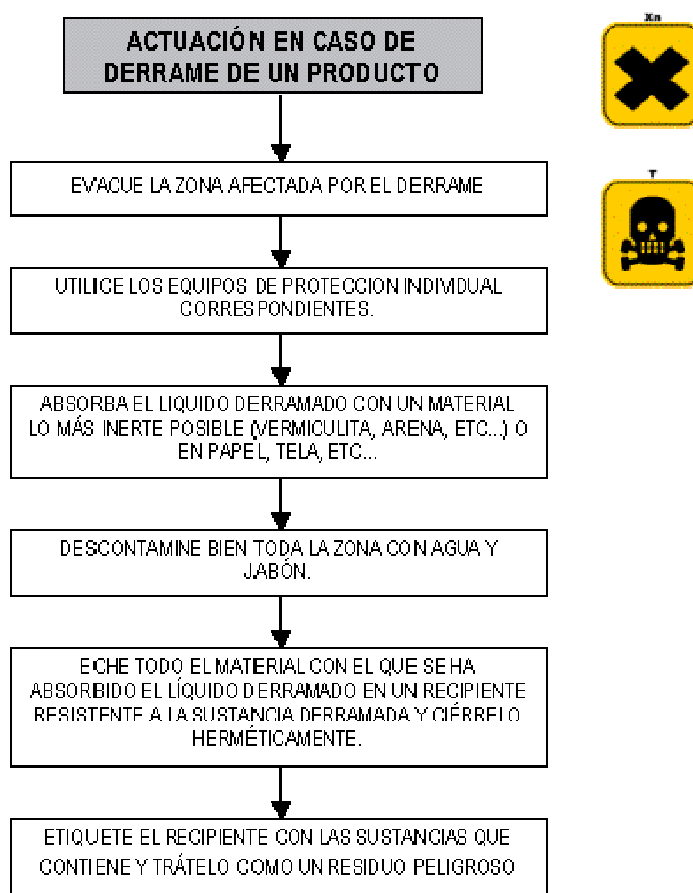 ACTUACIÓN EN CASO DE
DERRAME DE UN PRODUCTO
Xn
EVACUE LA ZONA AFECTADA POR EL DERRAME
T
UTILICE LOS EQUIPOS DE PROTECCION INDIVIDUAL
CORRESPONDIENTES.
ABSORBA EL LIQUIDO DERRAMADO CON UN MATERIAL
LO MÁS INERTE POSIBLE (VERMICULITA, ARENA, ETC...) O
EN PAPEL, TELA, ETC...
DESCONTAMINE BIEN TODA LA ZONA CON AGUA Y
JABÓN.
ECHE TODO EL MATERIAL CON EL QUE SE HA
ABSORBIDO EL LÍQUIDO DERRAMADO EN UN RECIPIENTE
RESISTENTE A LA SUSTANCIA DERRAMADA Y CIÉRRELO
HERMÉTICAMENTE.
ETIQUETE EL RECIPIENTE CON LAS SUSTANCIAS QUE
CONTIENE Y TRÁTELO COMO UN RESIDUO PELIGROSO